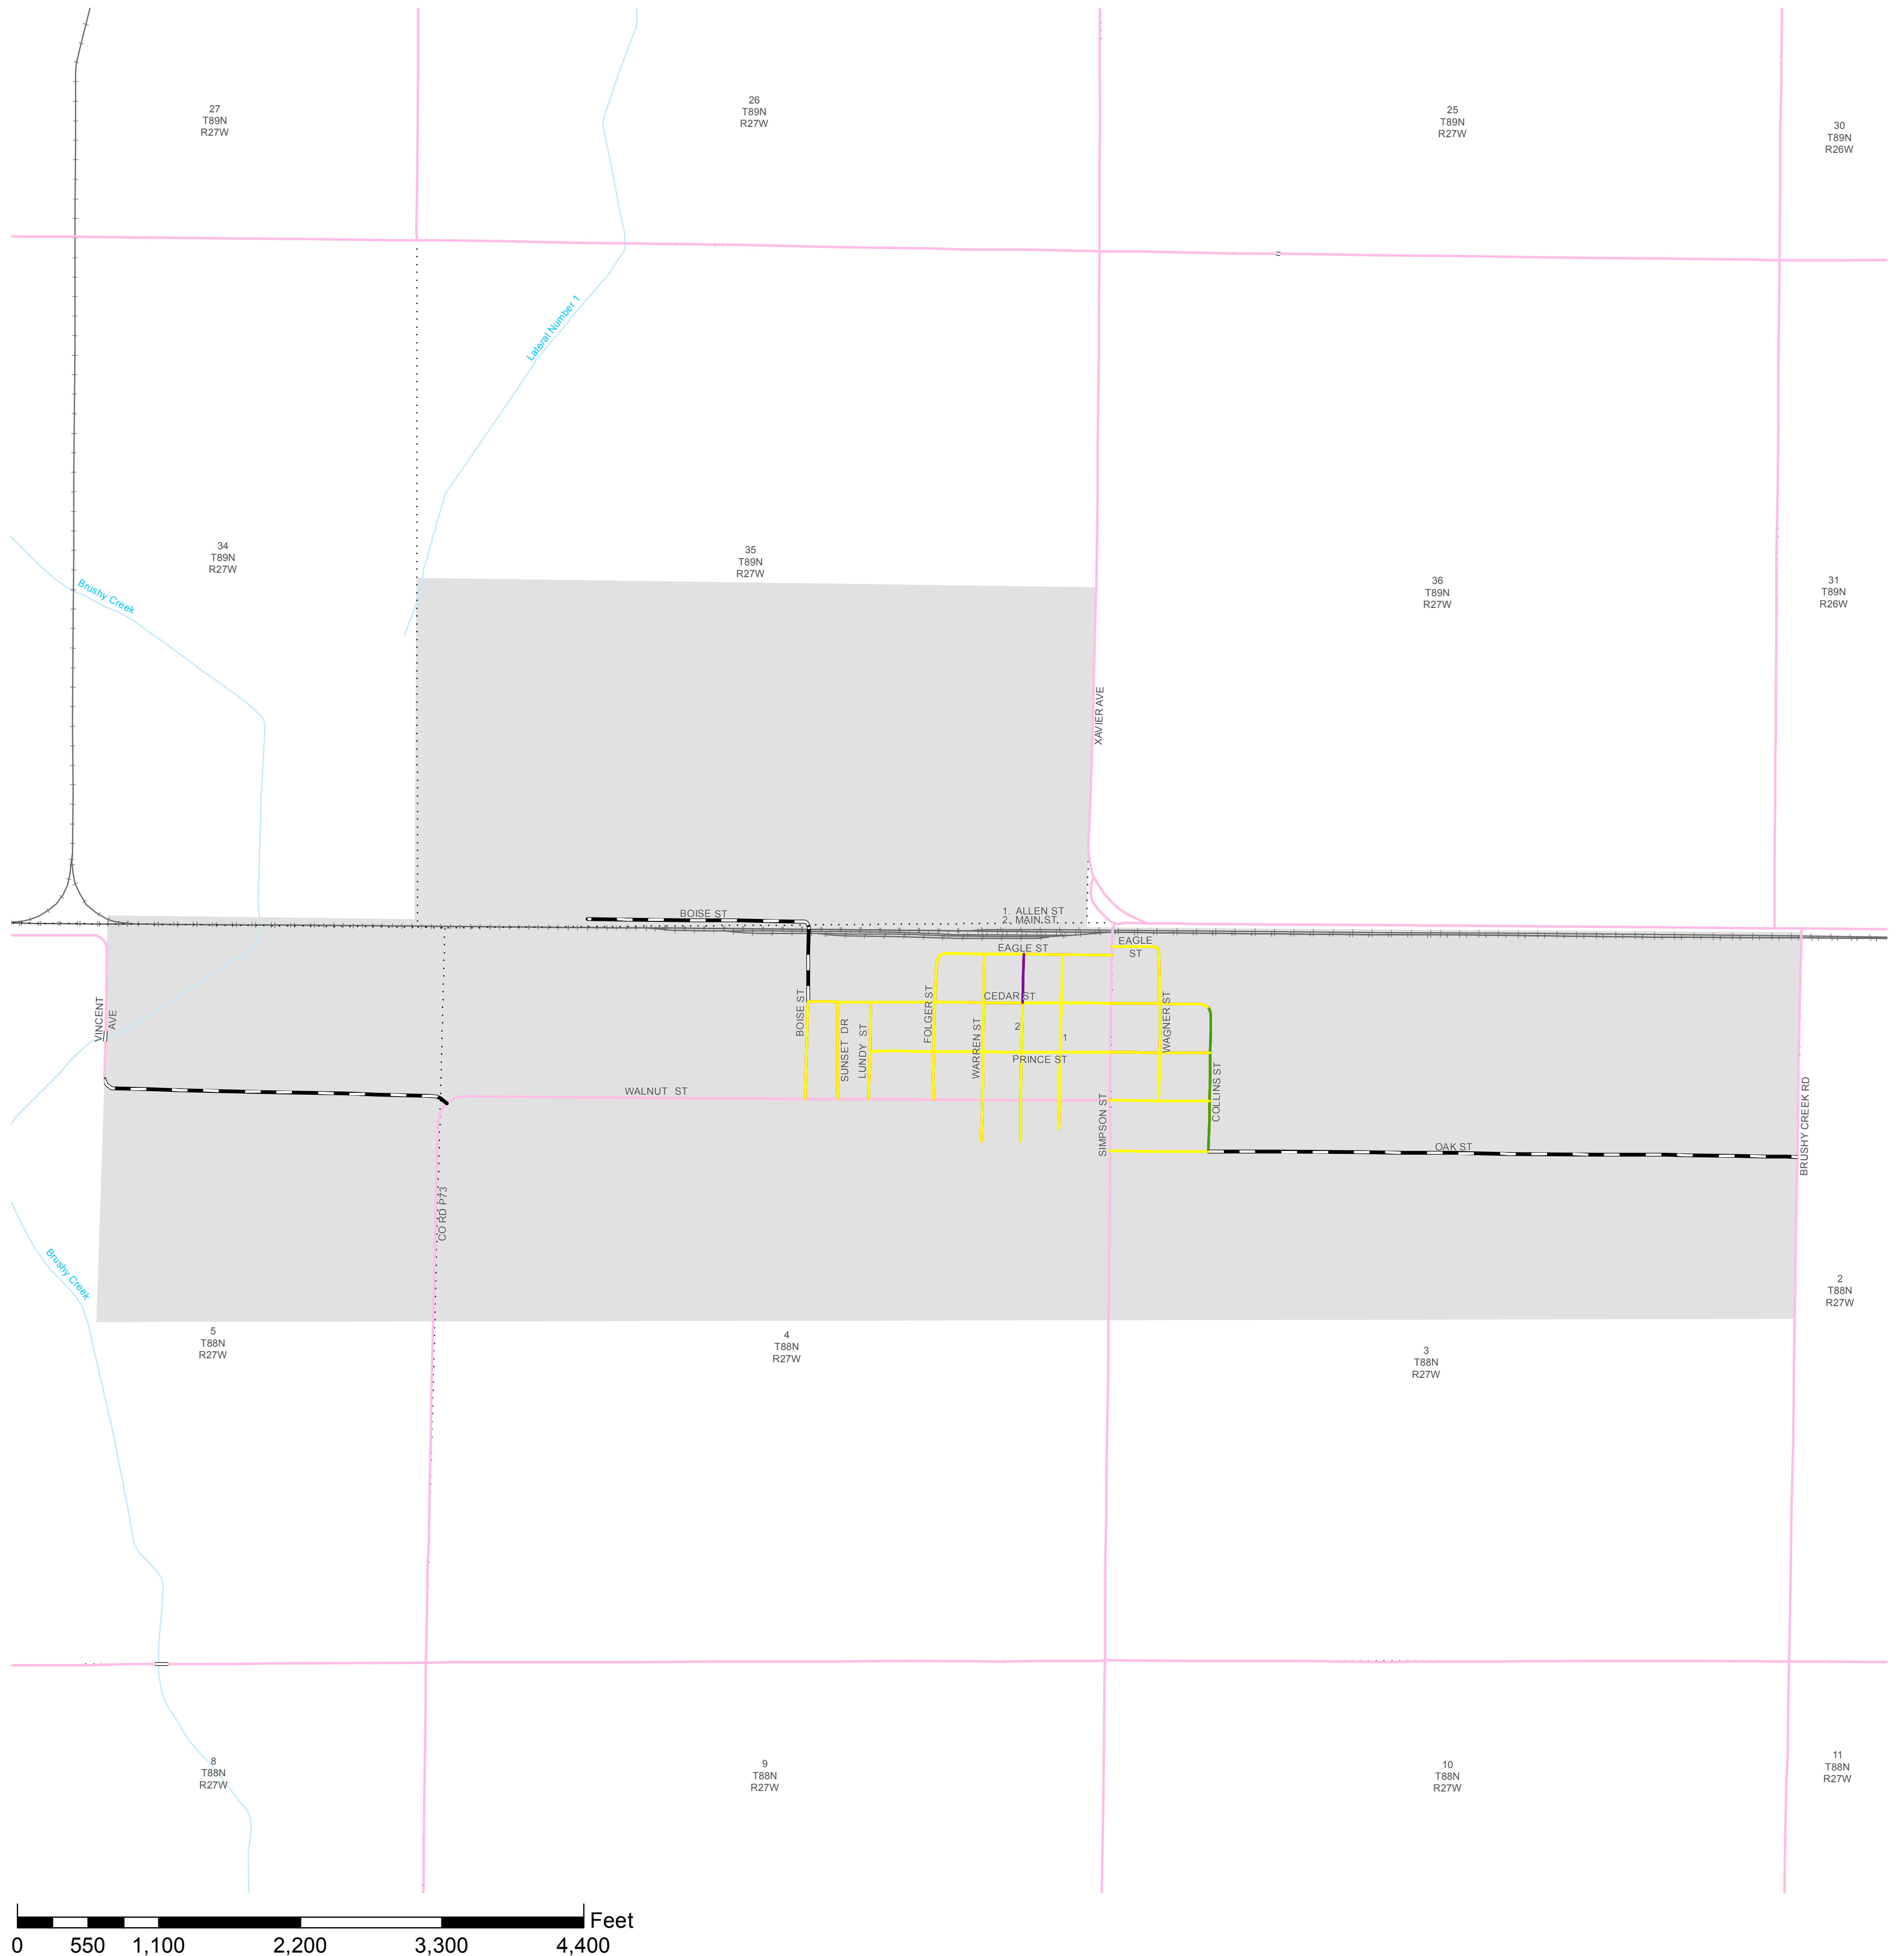 27
T89N
R27W
26
T89N
R27W
25
T89N
R27W
30
T89N
R26W
Lateral Number 1
34
T89N
R27W
Brushy Creek
35
T89N
R27W
36
T89N
R27W
31
T89N
R26W
XAVIER AVE
BOISE ST
1. ALLEN ST
2. MAIN ST
EAGLE ST
EAGLE
ST
VINCENT
AVE
BOISE ST
SUNSET DR
LUNDY ST
FOLGER ST
WARREN ST
CEDAR ST
2
1
PRINCE ST
WAGNER ST
COLLINS ST
WALNUT ST
SIMPSON ST
OAK ST
BRUSHY CREEK RD
CO RD P73
Brushy Creek
5
T88N
R27W
4
T88N
R27W
3
T88N
R27W
2
T88N
R27W
8
T88N
R27W
9
T88N
R27W
10
T88N
R27W
11
T88N
R27W
Feet
0 550 1,100 2,200 3,300 4,400